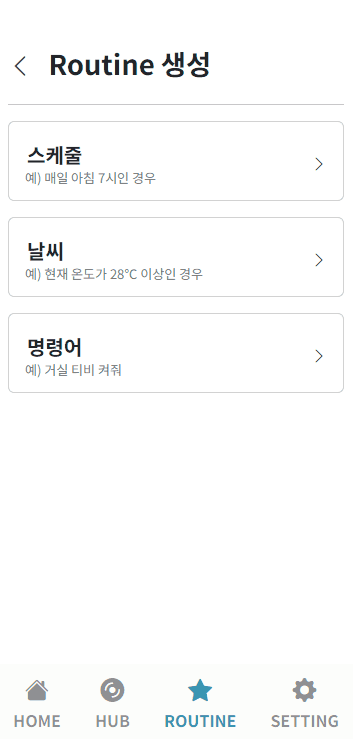 Routine 생성
스케줄
예) 매일 아침 7시인 경우
날씨
예) 현재 온도가 28℃ 이상인 경우
명령어
예) 거실 티비 켜줘
HOME HUB ROUTINE SETTING